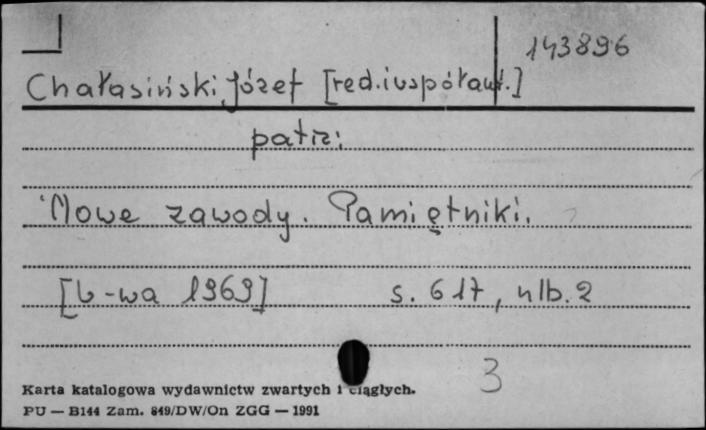 143896
Chałasiński Józef [red. i współaut.]
patrz:
Nowe zawody. Pamiętniki.
[W-wa 1969] s. 617, nlb. 2
3
Karta katalogowa wydawnictw zwartych i ciągłych.
PU — B144 Zam. 849/DW/On ZGG — 1991